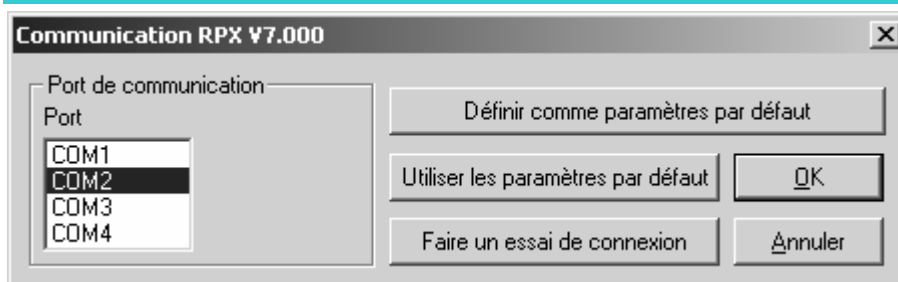 Communication RPX V7.000
Port de communication
Port
COM1
COM2
COM3
COM4
Définir comme paramètres par défaut
Utiliser les paramètres par défaut
OK
Faire un essai de connexion
Annuler